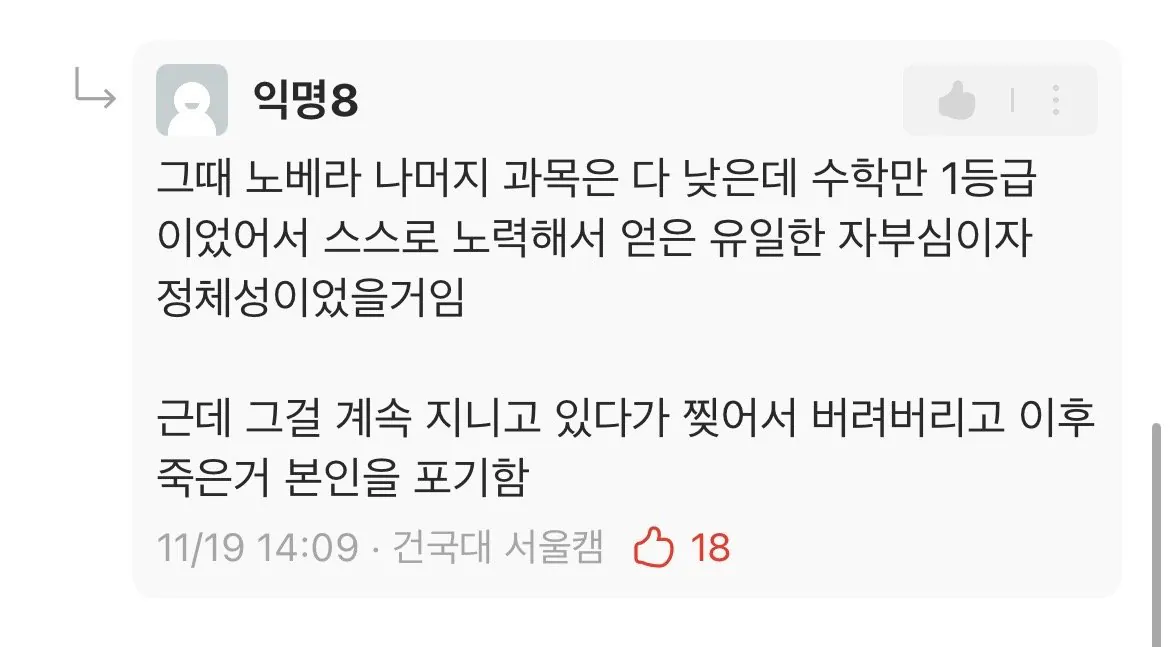 익명8
그때 노베라 나머지 과목은 다 낮은데 수학만 1등급
이었어서 스스로 노력해서 얻은 유일한 자부심이자
정체성이었을거임
근데 그걸 계속 지니고 있다가 찢어서 버려버리고 이후
죽은거 본인을 포기함
11/19 14:09 · 건국대 서울캠 18